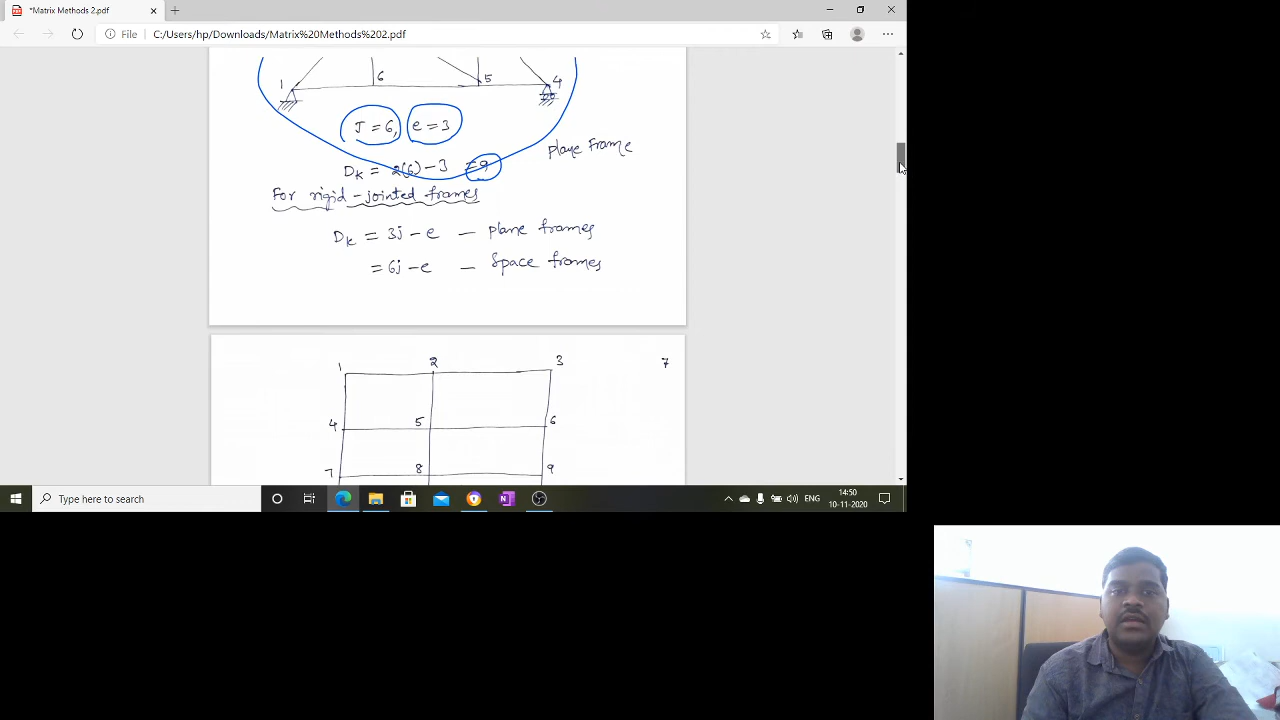 *Matrix Methods 2.pdf
File C:/Users/hp/Downloads/Matrix%20Methods%202.pdf
1 6 5 4
J = 6, e = 3
Plane Frame
Dk = 2(6) - 3 = 9
For rigid-jointed frames
Dk = 3j - e - plane frames
= 6j - e - Space frames
1 2 3 7
4 5 6
7 8 9
Type here to search
ENG
14:50
10-11-2020